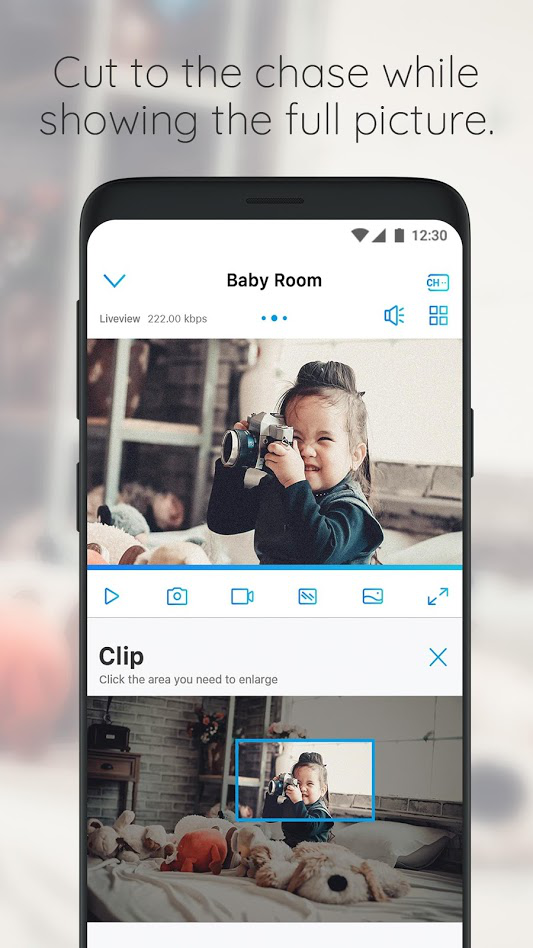 Cut to the chase while
showing the full picture.
12:30
Baby Room
CH
Liveview 222.00 kbps
Clip
Click the area you need to enlarge